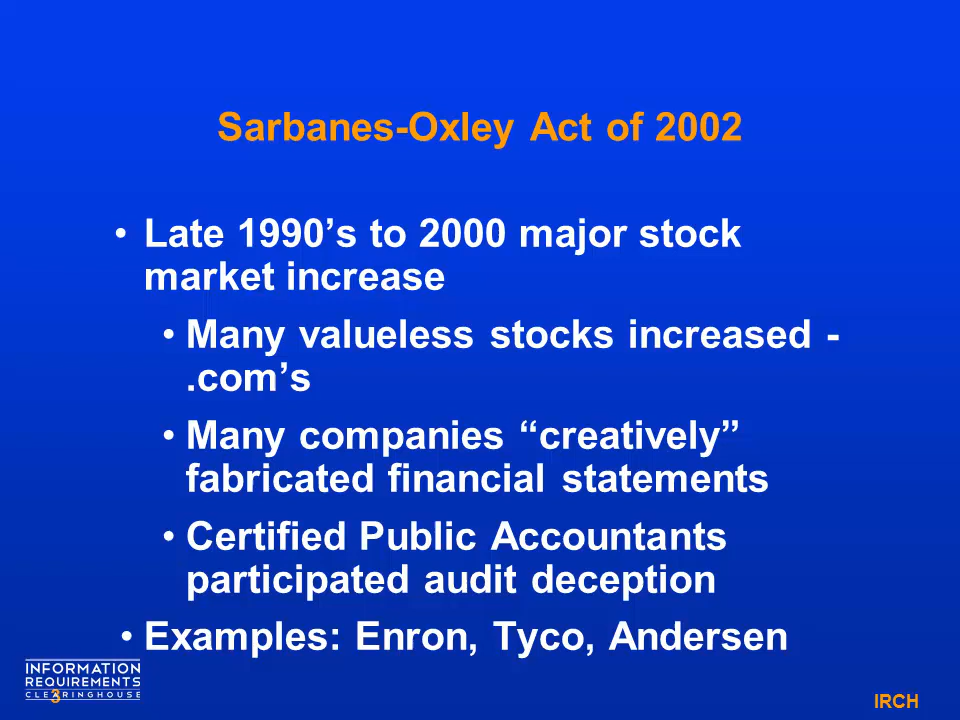 Sarbanes-Oxley Act of 2002
• Late 1990’s to 2000 major stock
market increase
• Many valueless stocks increased -
.com’s
• Many companies “creatively”
fabricated financial statements
• Certified Public Accountants
participated audit deception
• Examples: Enron, Tyco, Andersen
INFORMATION
REQUIREMENTS
CLEARINGHOUSE
3
IRCH